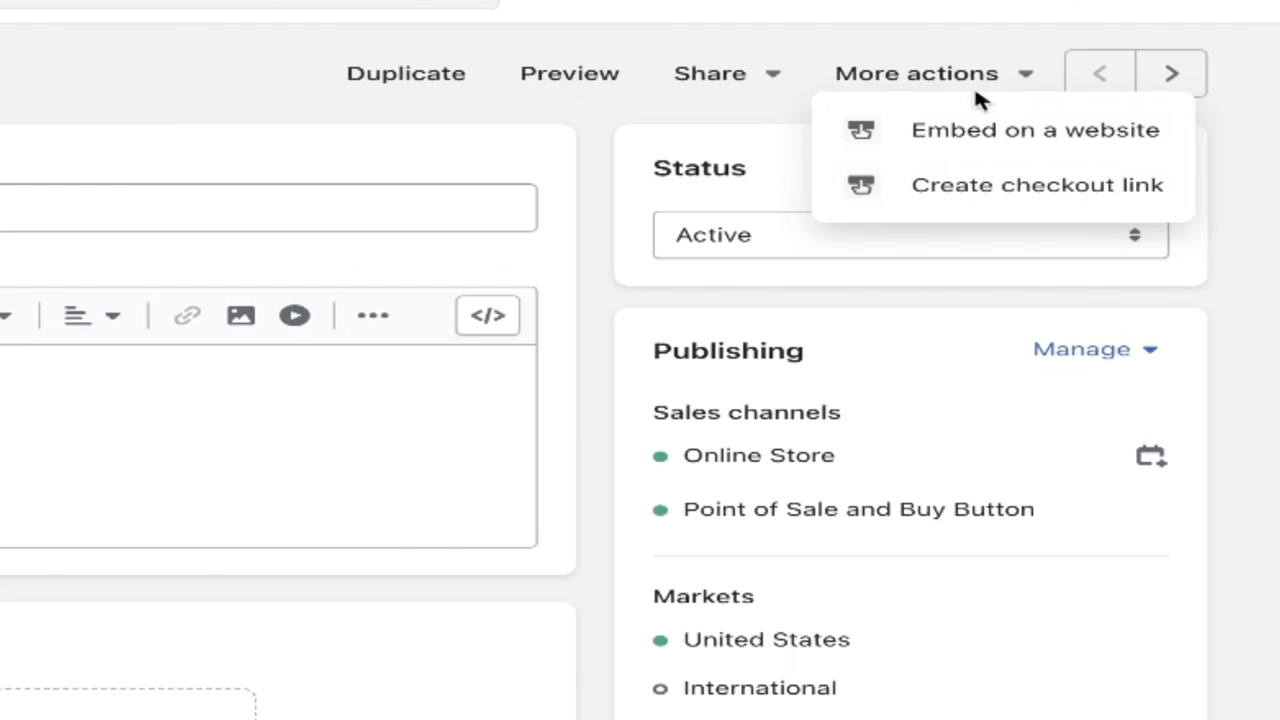 Duplicate Preview Share More actions
Embed on a website
Create checkout link
Status
Active
</>
Publishing Manage
Sales channels
Online Store
Point of Sale and Buy Button
Markets
United States
International